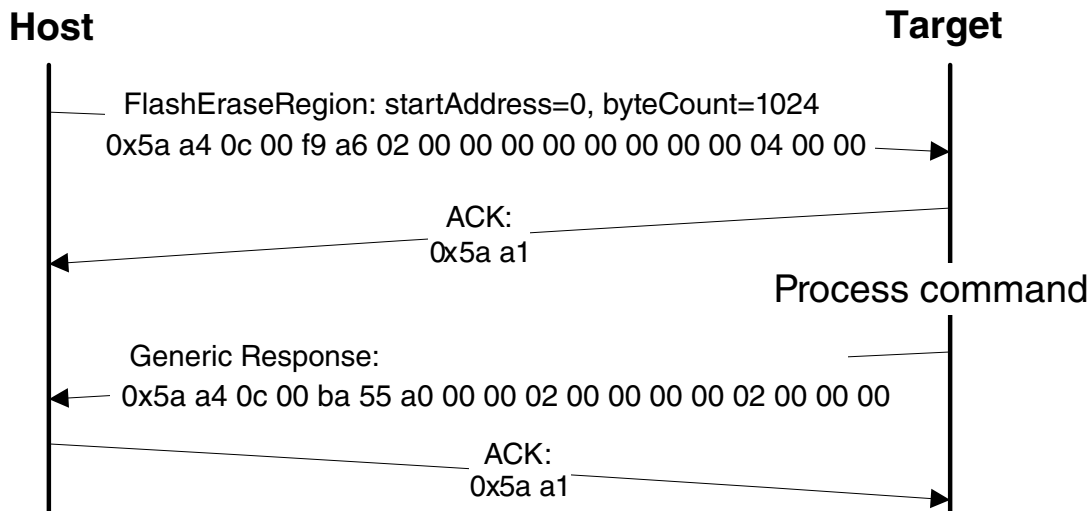 Host
Target
FlashEraseRegion: startAddress=0, byteCount=1024
0x5a a4 0c 00 f9 a6 02 00 00 00 00 00 00 00 00 04 00 00
ACK:
0x5a a1
Process command
Generic Response:
0x5a a4 0c 00 ba 55 a0 00 00 02 00 00 00 00 02 00 00 00
ACK:
0x5a a1